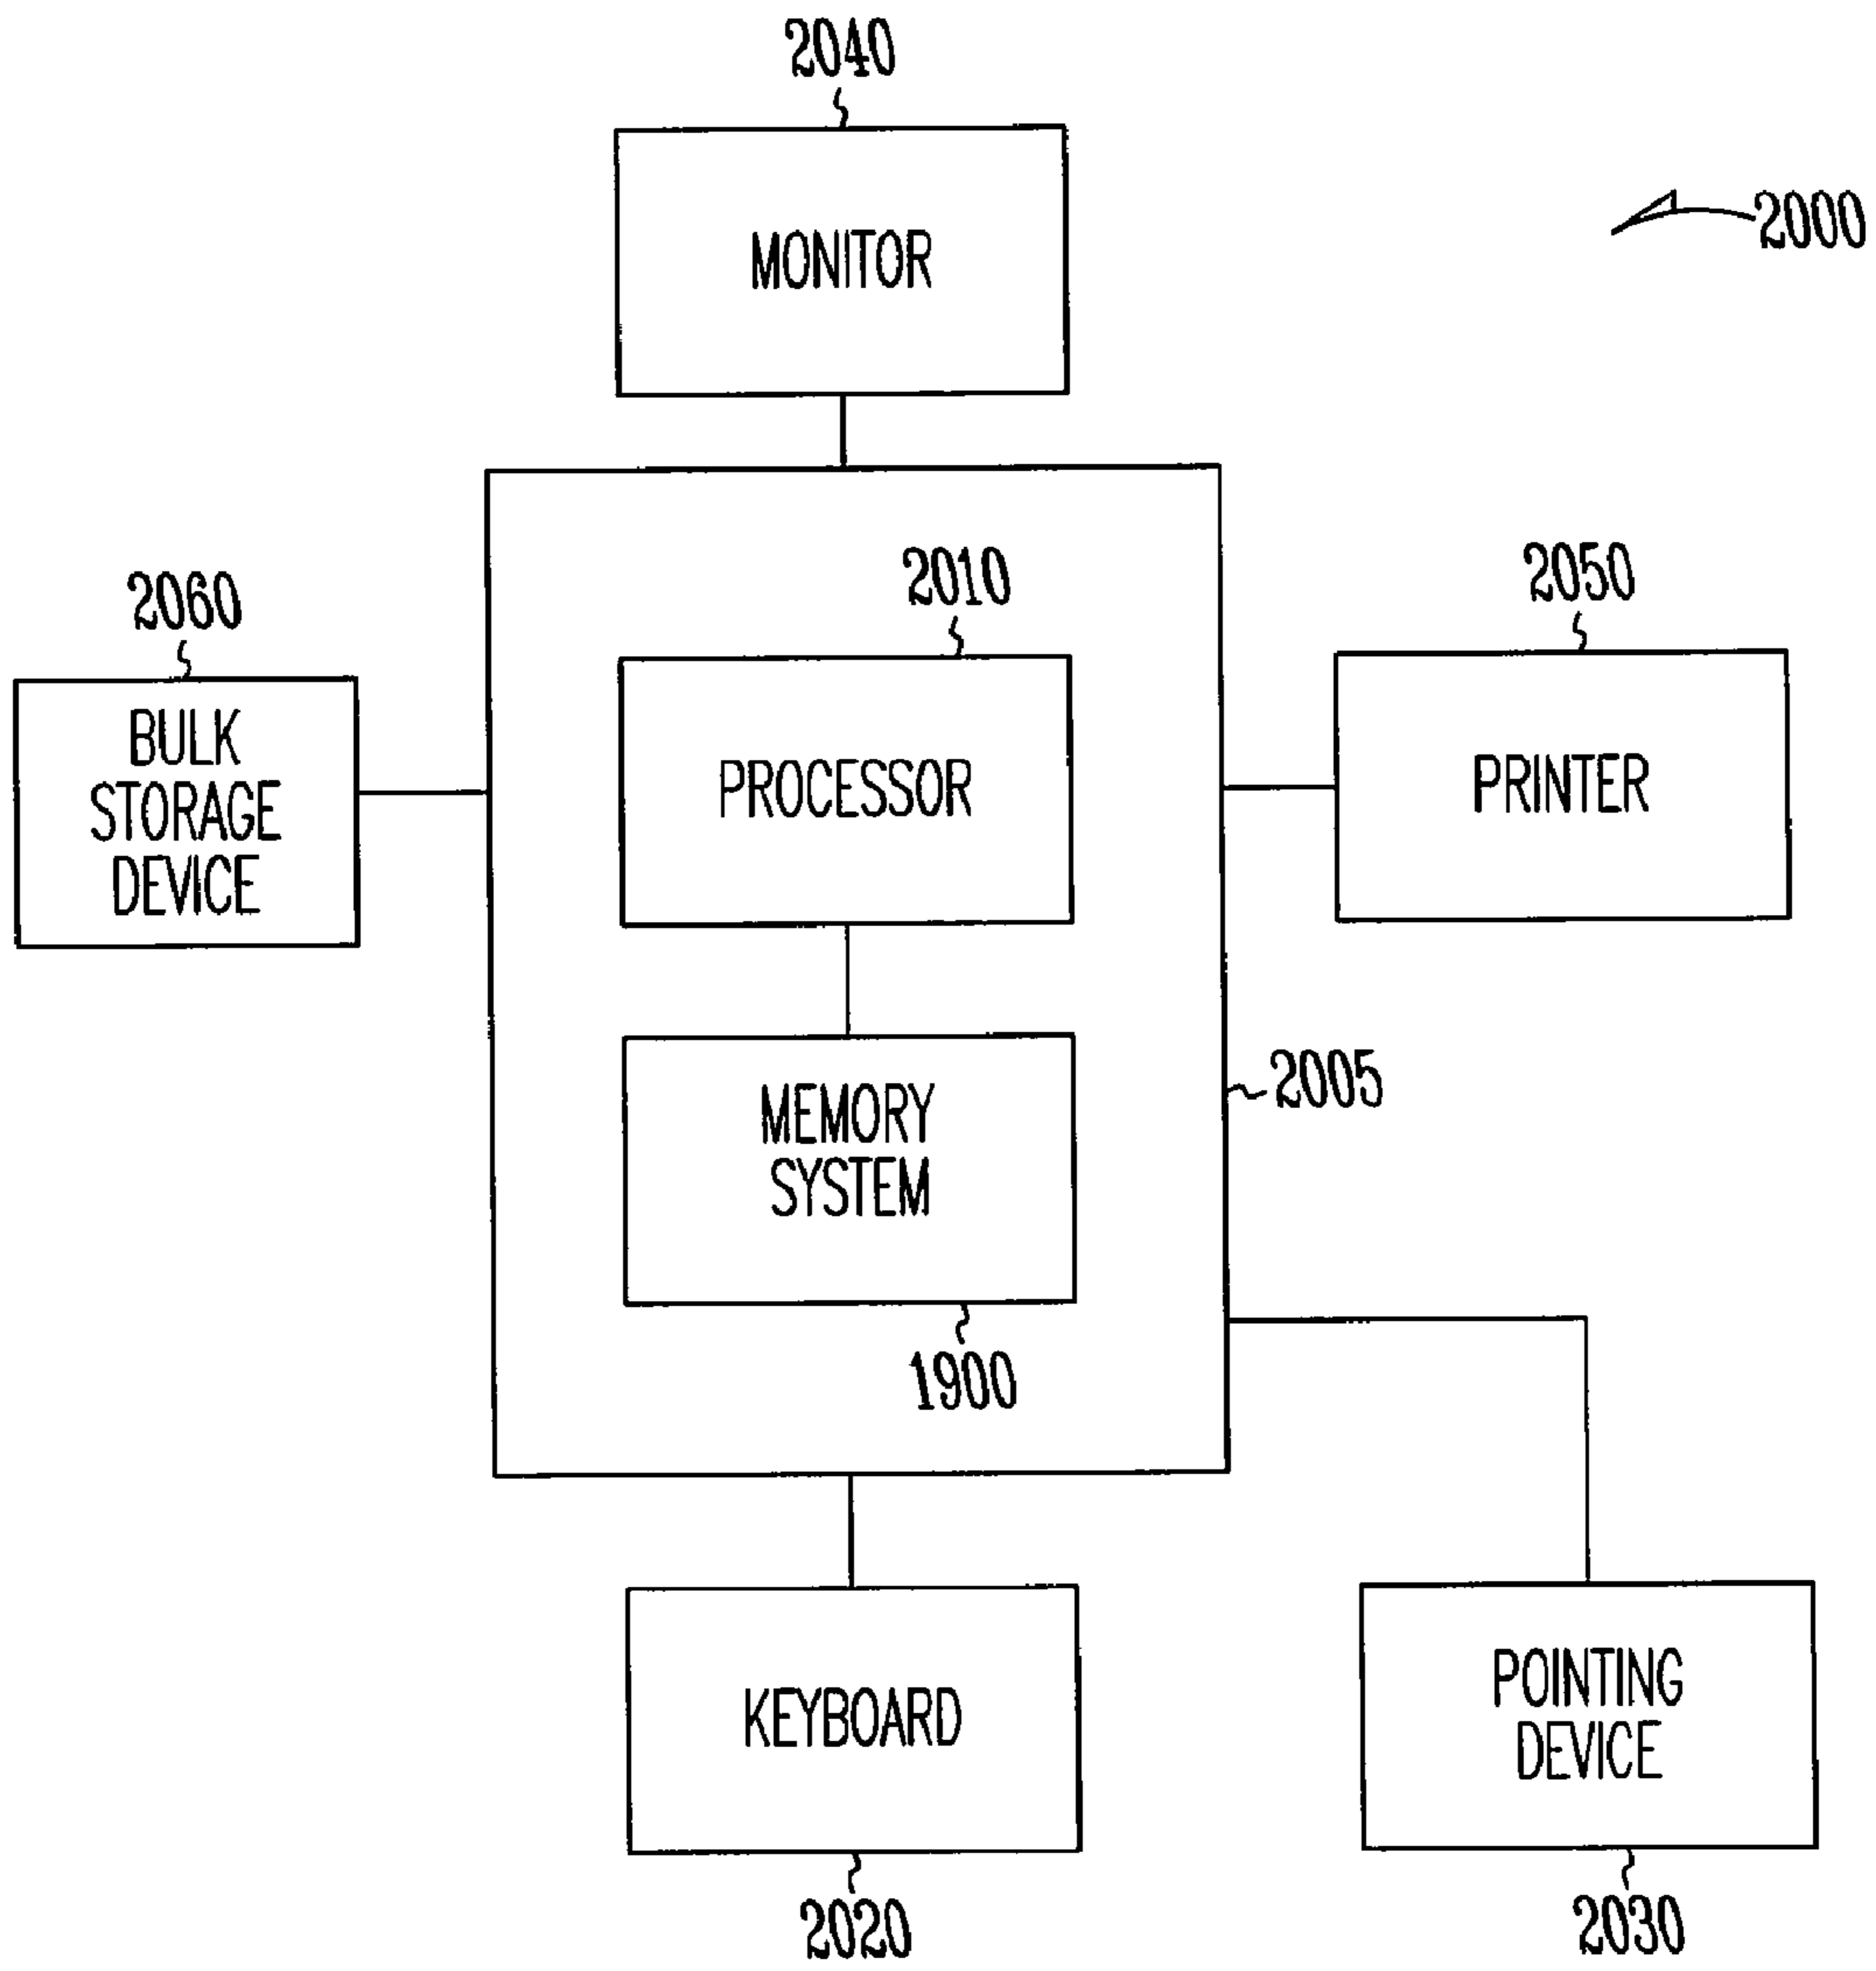 2040
MONITOR
2000
2060
BULK
STORAGE
DEVICE
2010
PROCESSOR
2050
PRINTER
MEMORY
SYSTEM
2005
1900
KEYBOARD
2020
POINTING
DEVICE
2030